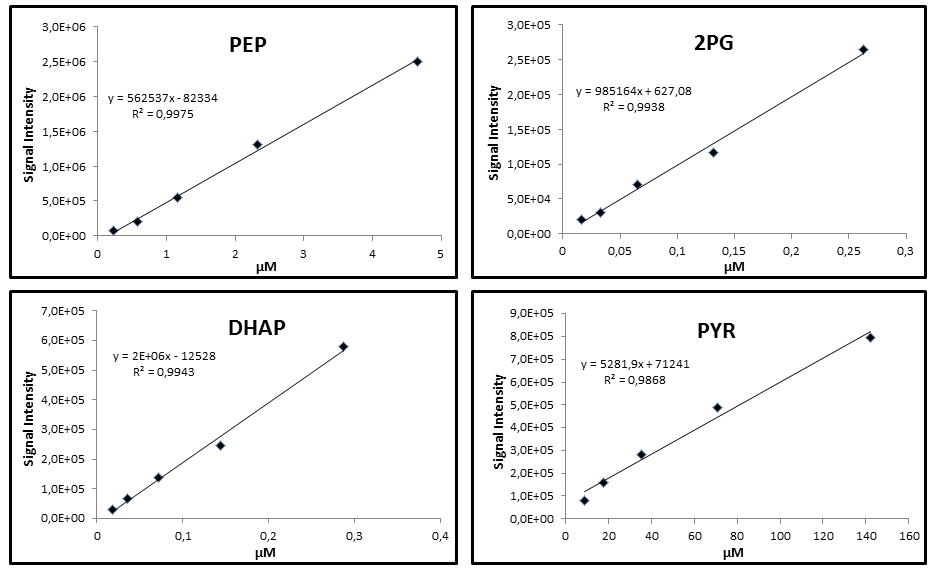 PEP
3,0E+06
2,5E+06
2,0E+06
1,5E+06
1,0E+06
5,0E+05
0,0E+00
Signal Intensity
y = 562537x - 82334
R² = 0,9975
0 1 2 3 4 5
µM
2PG
3,0E+05
2,5E+05
2,0E+05
1,5E+05
1,0E+05
5,0E+04
0,0E+00
Signal Intensity
y = 985164x + 627,08
R² = 0,9938
0 0,05 0,1 0,15 0,2 0,25 0,3
µM
DHAP
7,0E+05
6,0E+05
5,0E+05
4,0E+05
3,0E+05
2,0E+05
1,0E+05
0,0E+00
Signal Intensity
y = 2E+06x - 12528
R² = 0,9943
0 0,1 0,2 0,3 0,4
µM
PYR
9,0E+05
8,0E+05
7,0E+05
6,0E+05
5,0E+05
4,0E+05
3,0E+05
2,0E+05
1,0E+05
0,0E+00
Signal Intensity
y = 5281,9x + 71241
R² = 0,9868
0 20 40 60 80 100 120 140 160
µM